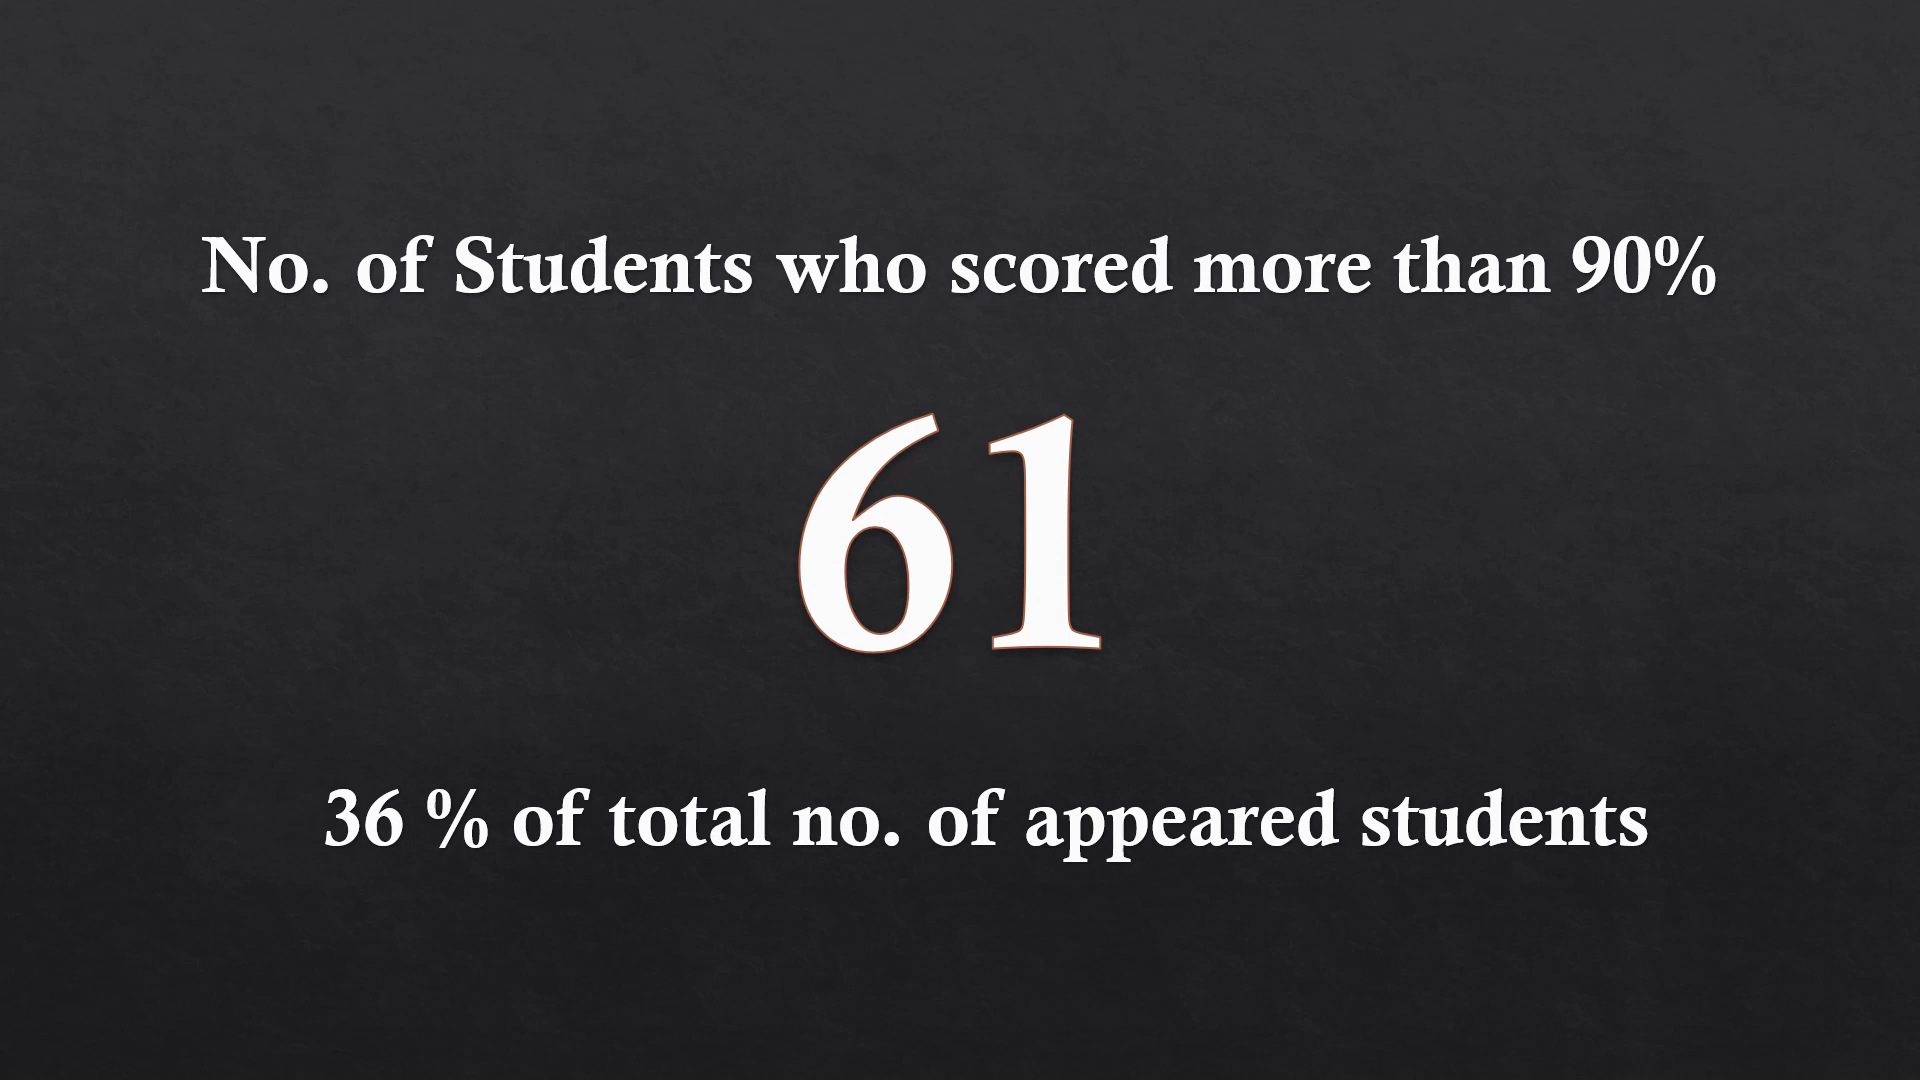 No. of Students who scored more than 90%
61
36 % of total no. of appeared students